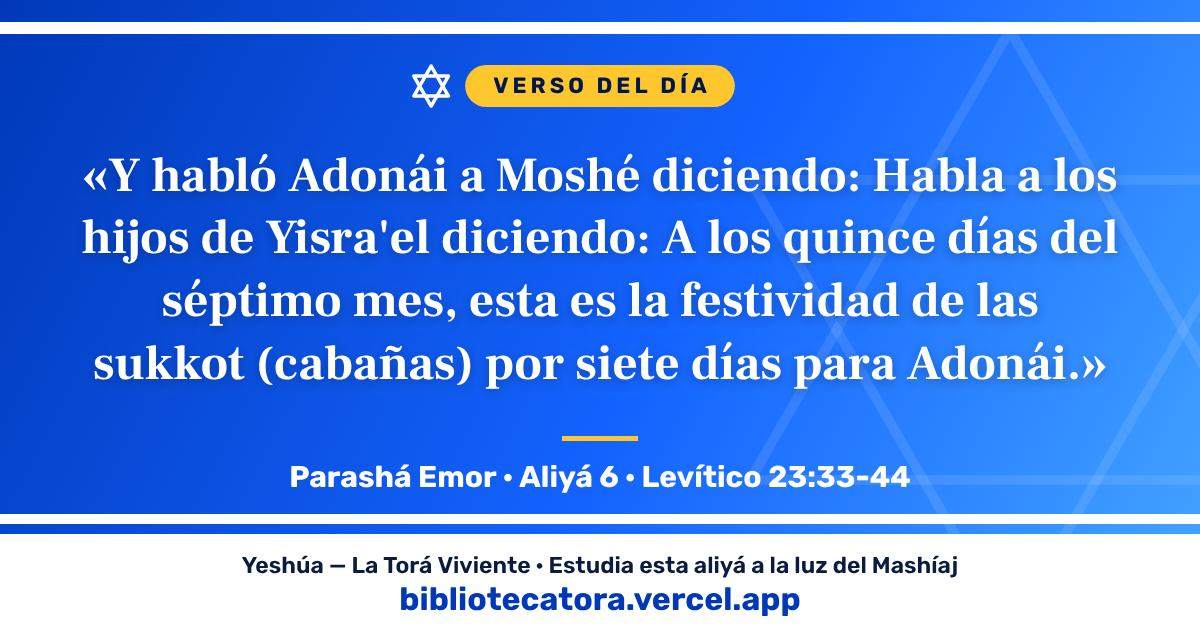 VERSO DEL DÍA
«Y habló Adonái a Moshé diciendo: Habla a los
hijos de Yisra'el diciendo: A los quince días del
séptimo mes, esta es la festividad de las
sukkot (cabañas) por siete días para Adonái.»
Parashá Emor • Aliyá 6 • Levítico 23:33-44
Yeshúa — La Torá Viviente • Estudia esta aliyá a la luz del Mashíaj
bibliotecatora.vercel.app